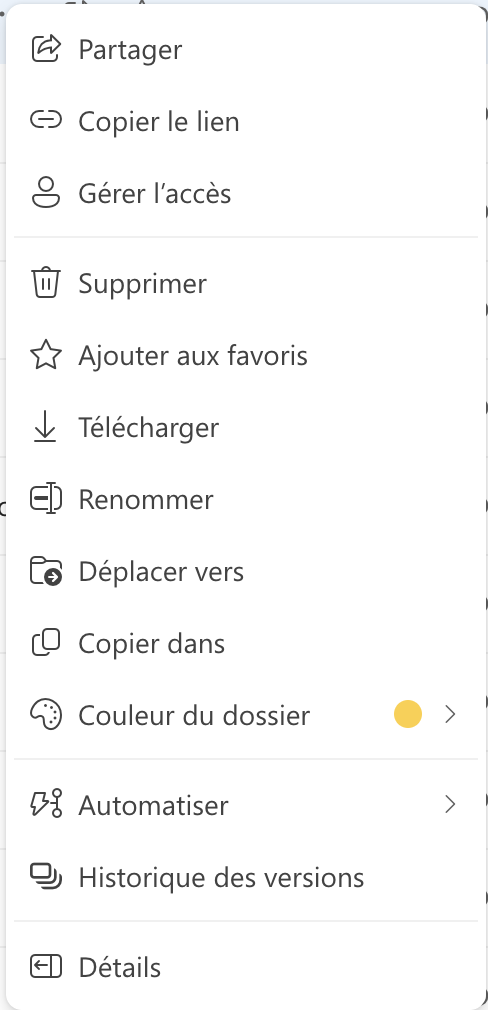 Partager
Copier le lien
Gérer l’accès
Supprimer
Ajouter aux favoris
Télécharger
Renommer
Déplacer vers
Copier dans
Couleur du dossier
Automatiser
Historique des versions
Détails